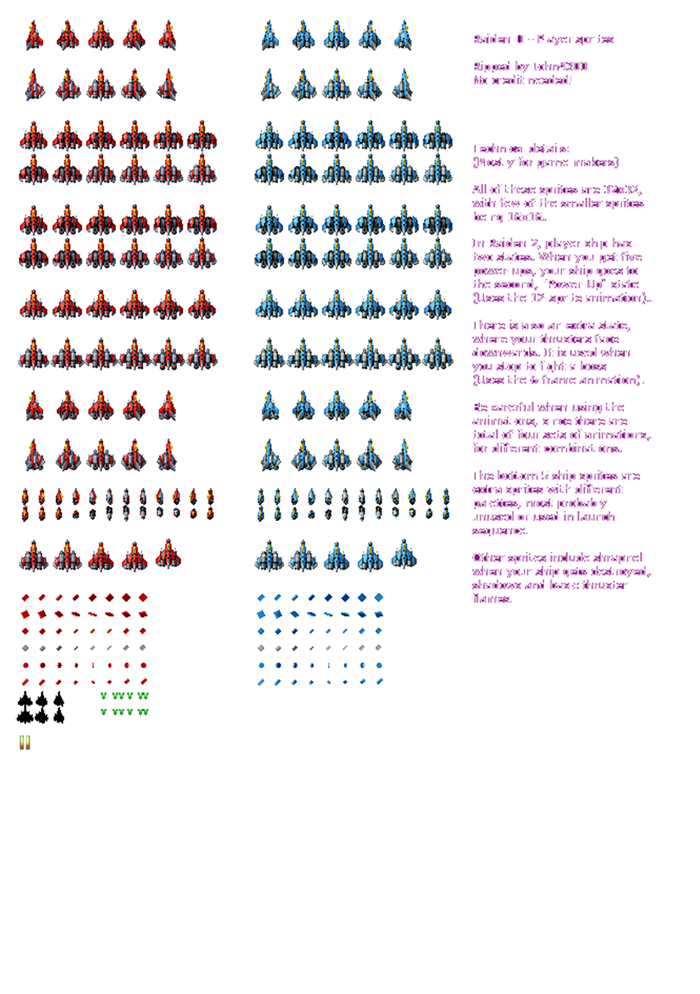 Raiden II - Player sprites
Ripped by
No credit needed!
Technical details:
(Mostly for game makers)
All of these sprites are 32x32,
with few of the smaller sprites
being 16x16.
In Raiden 2, player ship has
two states. When you get five
power-ups, your ship goes to
the second, "Power-Up" state
(Uses the 12 sprite animation).
There is also an extra state,
where your thrusters face
downwards. It is used when
you stop to fight a boss
(Uses the 6 frame animation).
Be careful when using the
animations, since there are
total of four sets of animations,
for different combinations.
The bottom 5 ship sprites are
extra sprites with different
palettes, most probably
unused or used in launch
sequence.
Other sprites include shrapnel
when your ship gets destroyed,
shadows and base thruster
flames.